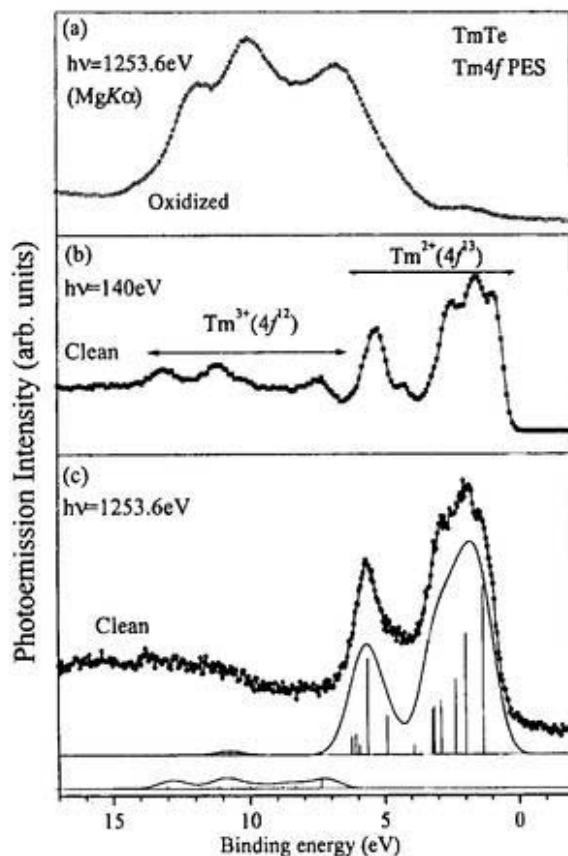 (a)
TmTe
hν=1253.6eV
Tm4f PES
(MgKα)
Oxidized
(b)
Tm²⁺(4f¹³)
hν=140eV
Tm³⁺(4f¹²)
Clean
(c)
hν=1253.6eV
Clean
Photoemission Intensity (arb. units)
15 10 5 0
Binding energy (eV)